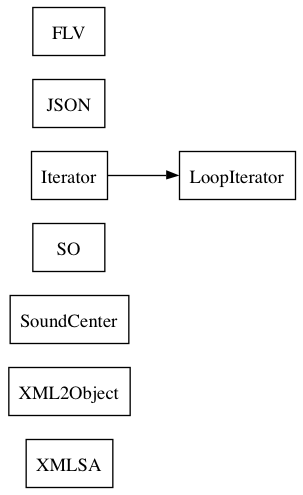 FLV
JSON
Iterator
LoopIterator
SO
SoundCenter
XML2Object
XMLSA